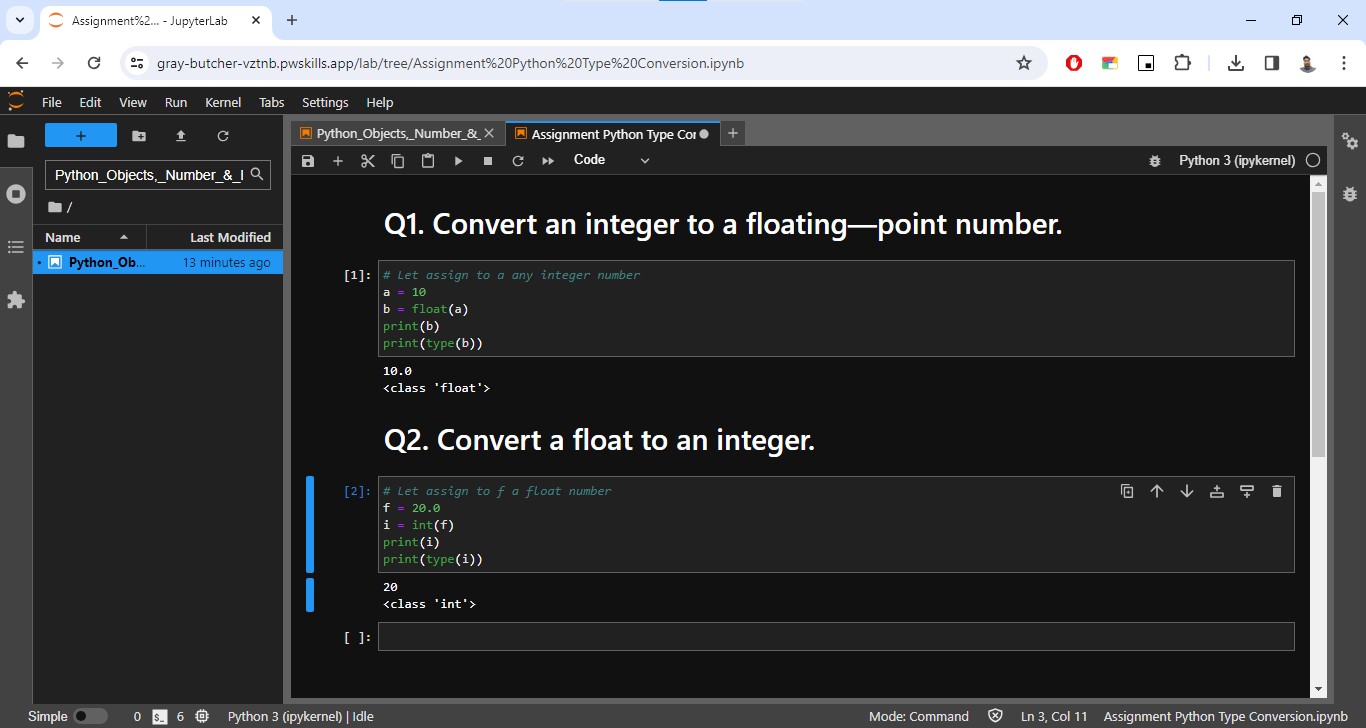 Assignment%2... - JupyterLab
gray-butcher-vztnb.pwskills.app/lab/tree/Assignment%20Python%20Type%20Conversion.ipynb
File Edit View Run Kernel Tabs Settings Help
Python_Objects,_Number_&_ Assignment Python Type Cor
Code Python 3 (ipykernel)
Python_Objects,_Number_&_
/
Name Last Modified
Python_Ob... 13 minutes ago
Q1. Convert an integer to a floating—point number.
[1]: # Let assign to a any integer number
a = 10
b = float(a)
print(b)
print(type(b))
10.0
<class 'float'>
Q2. Convert a float to an integer.
[2]: # Let assign to f a float number
f = 20.0
i = int(f)
print(i)
print(type(i))
20
<class 'int'>
[ ]:
Simple 0 $_ 6 Python 3 (ipykernel) | Idle Mode: Command Ln 3, Col 11 Assignment Python Type Conversion.ipynb